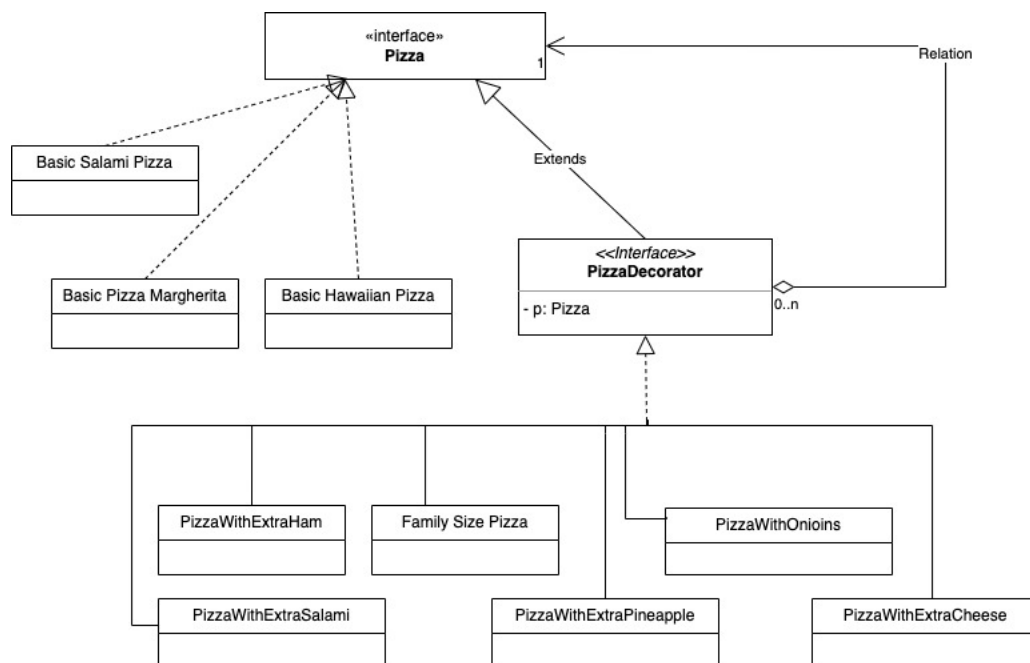 «interface»
Pizza
1
Relation
Basic Salami Pizza
Extends
Basic Pizza Margherita
Basic Hawaiian Pizza
<<Interface>>
PizzaDecorator
- p: Pizza
0..n
PizzaWithExtraHam
Family Size Pizza
PizzaWithOnioins
PizzaWithExtraSalami
PizzaWithExtraPineapple
PizzaWithExtraCheese